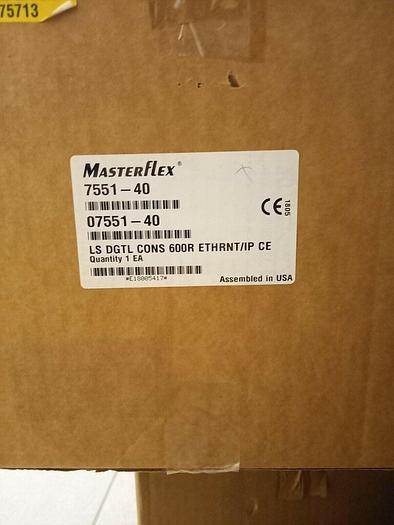 75713
MASTERFLEX®
7551-40
07551-40
CE 1805
LS DGTL CONS 600R ETHRNT/IP CE
Quantity 1 EA
*E18005417*
Assembled in USA